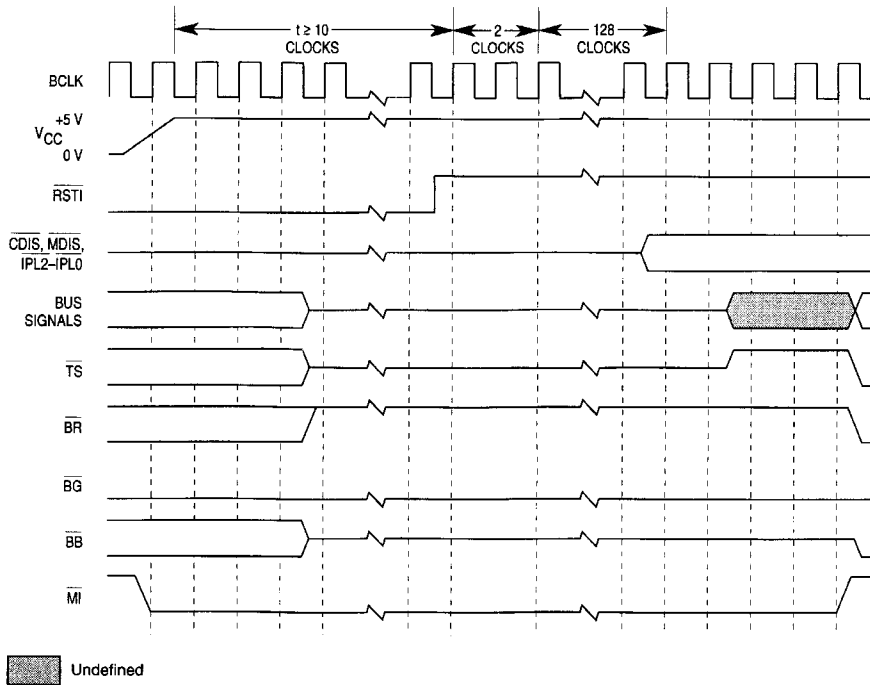 t ≥ 10
CLOCKS
2
CLOCKS
128
CLOCKS
BCLK
+5 V
VCC
0 V
RSTI
CDIS, MDIS,
IPL2–IPL0
BUS
SIGNALS
TS
BR
BG
BB
MI
Undefined